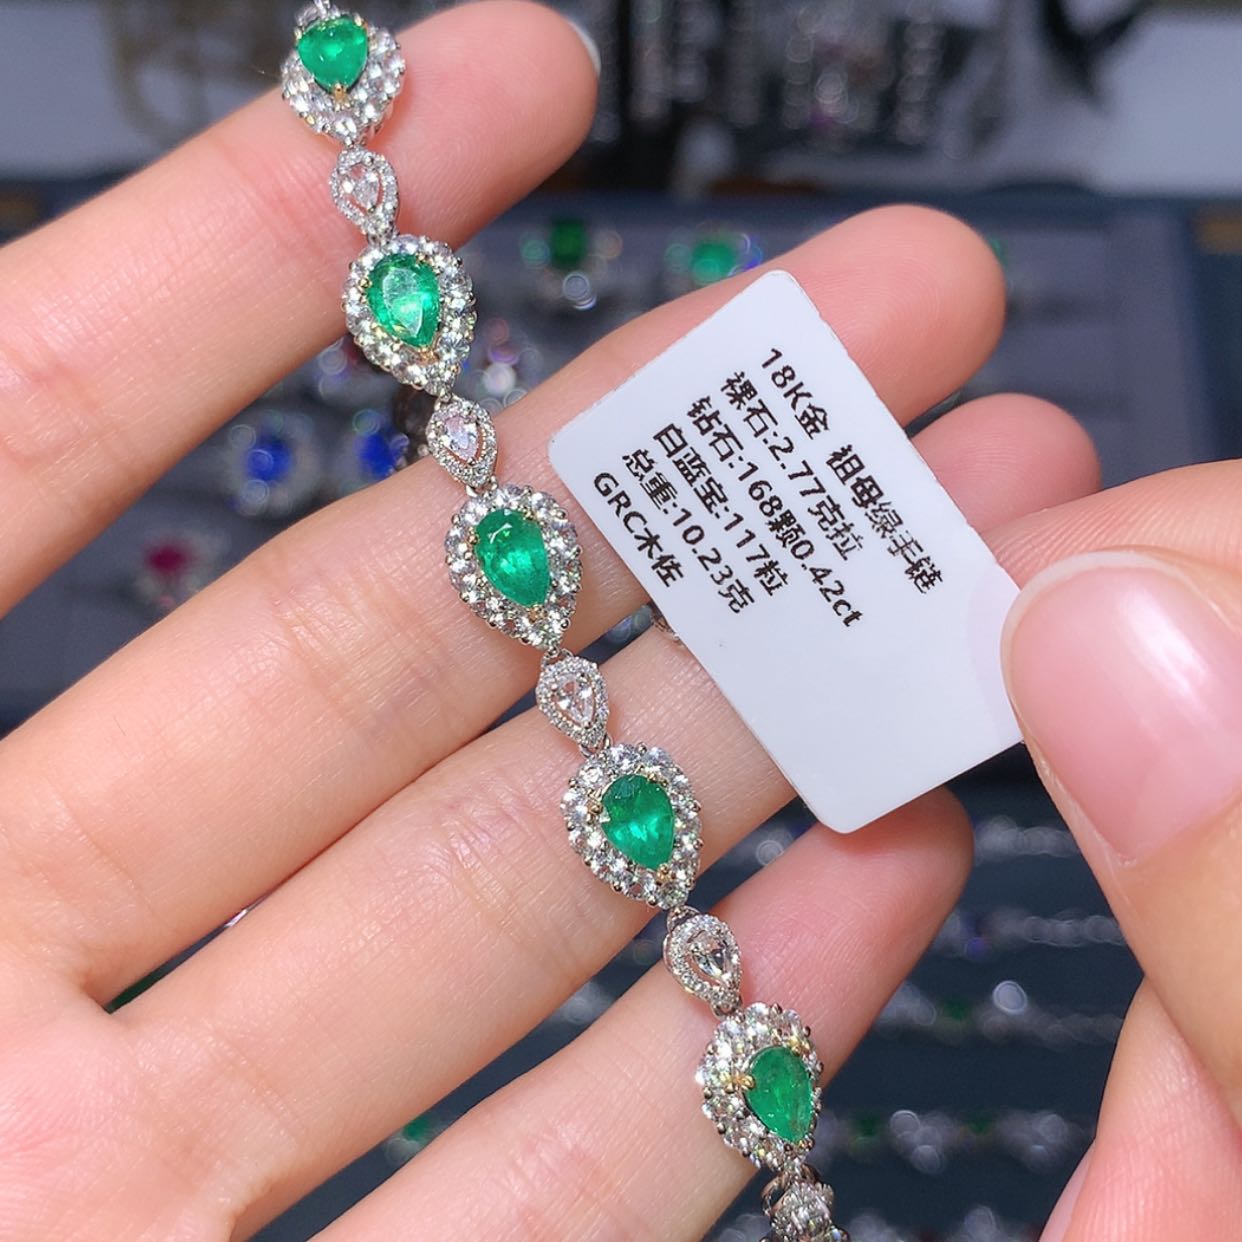 18K金 祖母绿手链
裸石:2.77克拉
钻石:168颗0.42ct
白蓝宝:117粒
总重:10.23克
GRC木佐